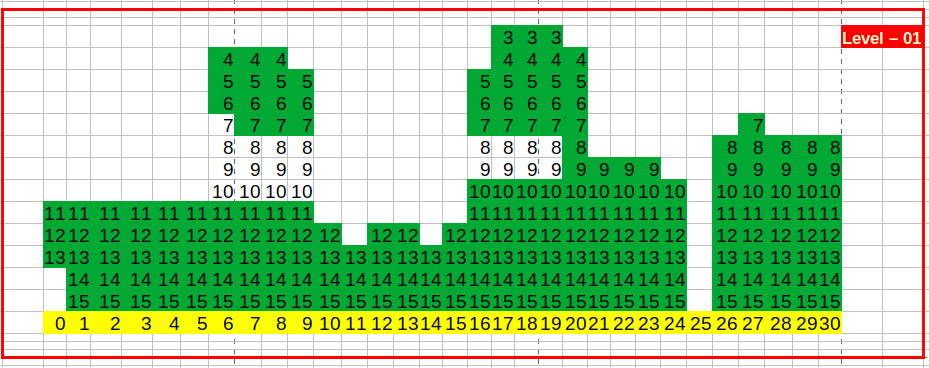 3 3 3 Level – 01
4 4 4 4 4 4 4
5 5 5 5 5 5 5 5 5
6 6 6 6 6 6 6 6 6
7 7 7 7 7 7 7 7 7 7
8 8 8 8 8 8 8 8 8 8 8 8 8 8
9 9 9 9 9 9 9 9 9 9 9 9 9 9 9 9 9
10 10 10 10 10 10 10 10 10 10 10 10 10 10 10 10 10 10
11 11 11 11 11 11 11 11 11 11 11 11 11 11 11 11 11 11 11 11 11 11 11 11
12 12 12 12 12 12 12 12 12 12 12 12 12 12 12 12 12 12 12 12 12 12 12 12 12 12 12 12
13 13 13 13 13 13 13 13 13 13 13 13 13 13 13 13 13 13 13 13 13 13 13 13 13 13 13 13 13 13
14 14 14 14 14 14 14 14 14 14 14 14 14 14 14 14 14 14 14 14 14 14 14 14 14 14 14 14 14
15 15 15 15 15 15 15 15 15 15 15 15 15 15 15 15 15 15 15 15 15 15 15 15 15 15 15 15 15
0 1 2 3 4 5 6 7 8 9 10 11 12 13 14 15 16 17 18 19 20 21 22 23 24 25 26 27 28 29 30